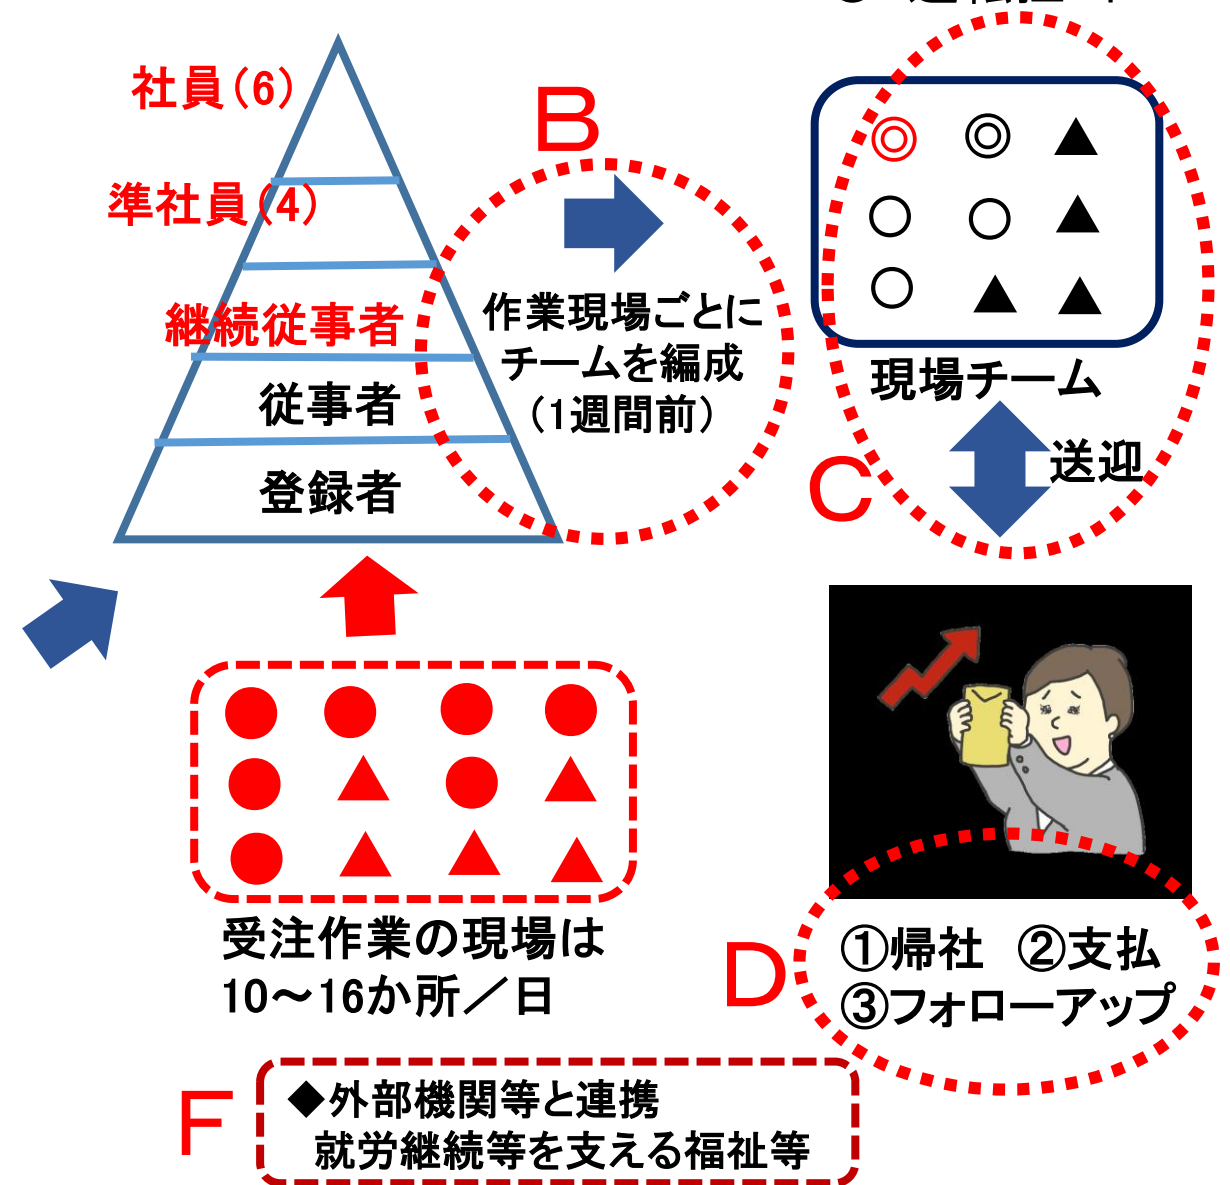 社員(6)
準社員(4)
継続従事者
従事者
登録者
B
作業現場ごとに
チームを編成
(1週間前)
現場チーム
C
送迎
受注作業の現場は
10～16か所／日
D
①帰社 ②支払
③フォローアップ
F
◆外部機関等と連携
就労継続等を支える福祉等